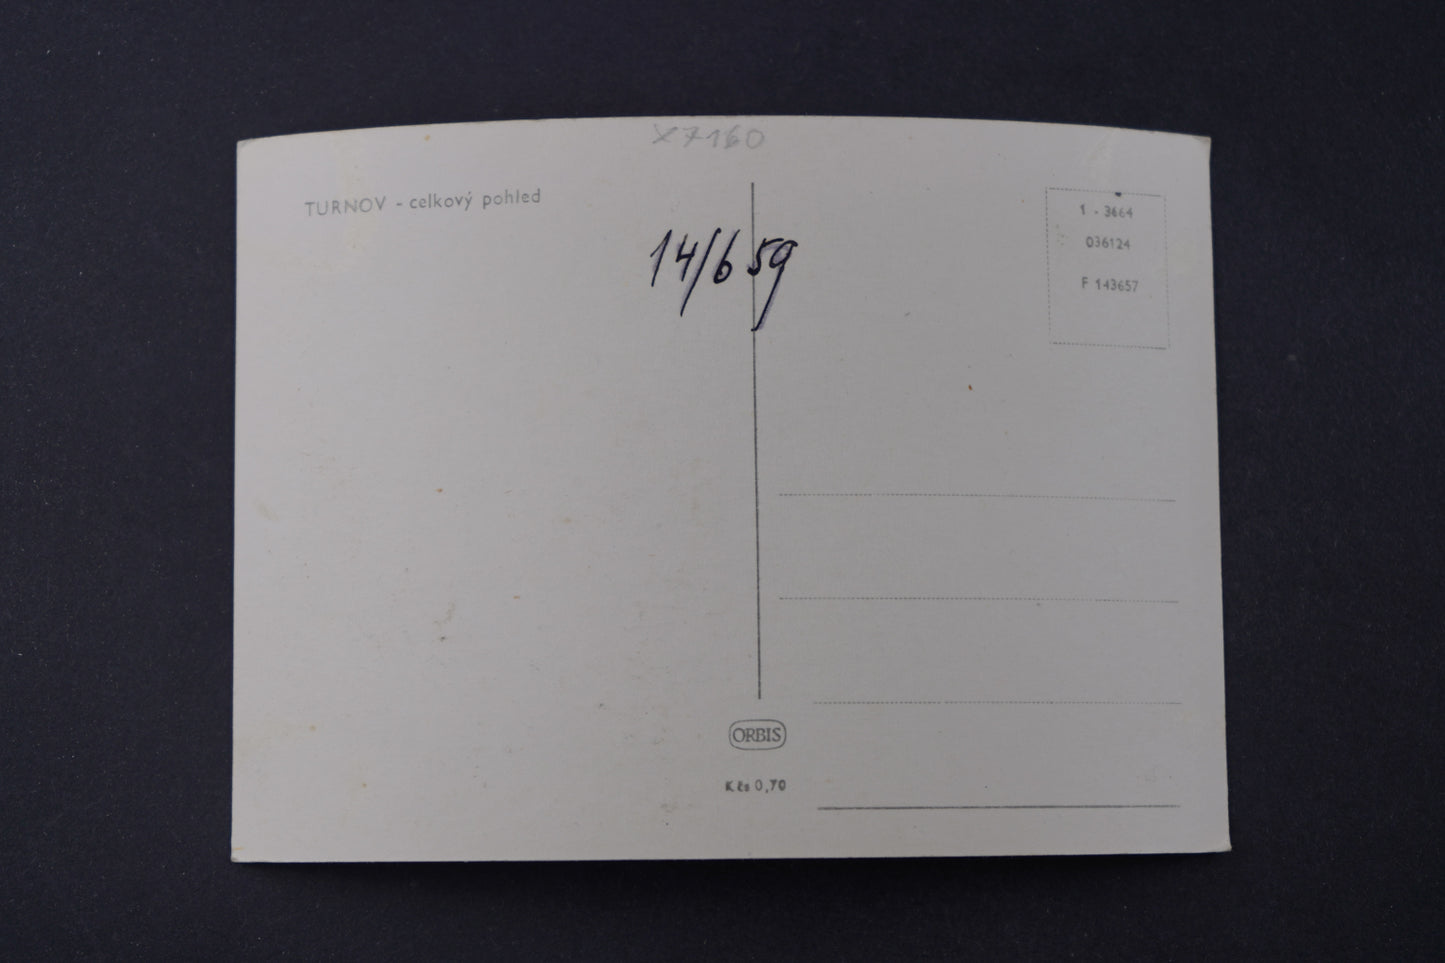 X7160
TURNOV - celkový pohled
14/6 59
1 - 3664
036124
F 143657
ORBIS
Kčs 0,70